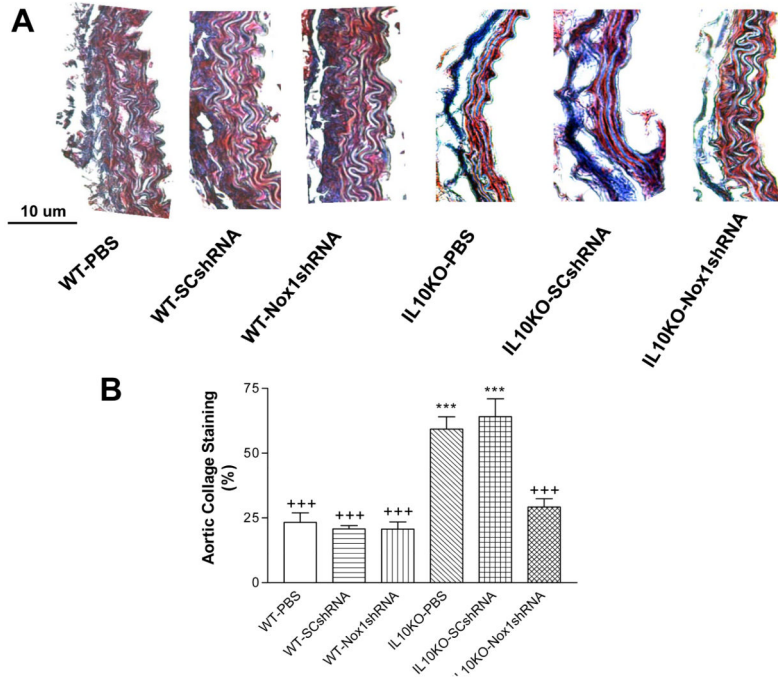 A
10 um
WT-PBS
WT-SCshRNA
WT-Nox1shRNA
IL10KO-PBS
IL10KO-SCshRNA
IL10KO-Nox1shRNA
B
Aortic Collage Staining
(%)
75
50
25
0
+++
+++
+++
***
***
+++
WT-PBS
WT-SCshRNA
WT-Nox1shRNA
IL10KO-PBS
IL10KO-SCshRNA
L10KO-Nox1shRNA